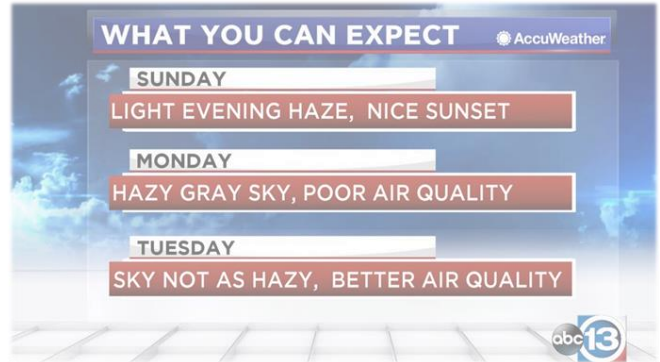 WHAT YOU CAN EXPECT
AccuWeather
SUNDAY
LIGHT EVENING HAZE, NICE SUNSET
MONDAY
HAZY GRAY SKY, POOR AIR QUALITY
TUESDAY
SKY NOT AS HAZY, BETTER AIR QUALITY
abc 13